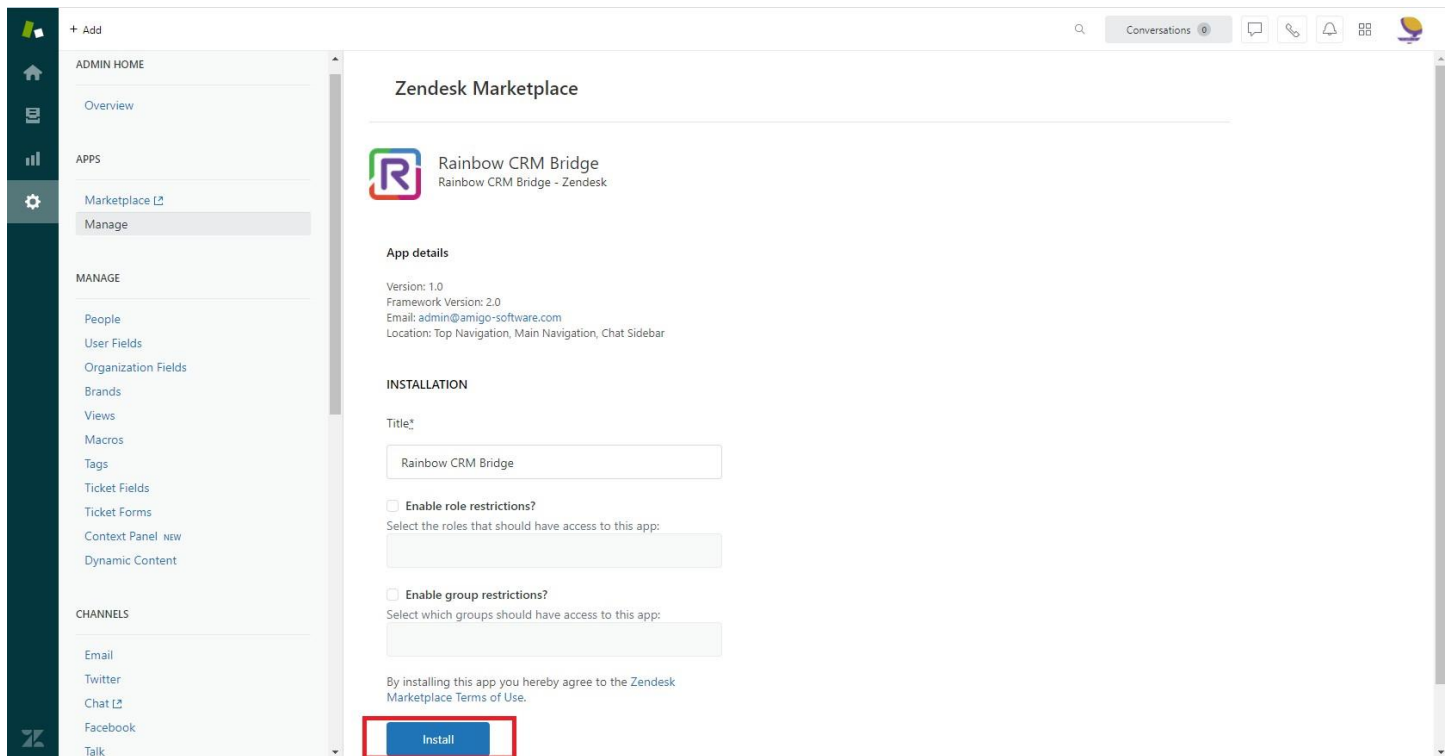 + Add
Conversations 0
ADMIN HOME
Overview
APPS
Marketplace
Manage
MANAGE
People
User Fields
Organization Fields
Brands
Views
Macros
Tags
Ticket Fields
Ticket Forms
Context Panel NEW
Dynamic Content
CHANNELS
Email
Twitter
Chat
Facebook
Talk
Zendesk Marketplace
R
Rainbow CRM Bridge
Rainbow CRM Bridge - Zendesk
App details
Version: 1.0
Framework Version: 2.0
Email: admin@amigo-software.com
Location: Top Navigation, Main Navigation, Chat Sidebar
INSTALLATION
Title*
Rainbow CRM Bridge
Enable role restrictions?
Select the roles that should have access to this app:
Enable group restrictions?
Select which groups should have access to this app:
By installing this app you hereby agree to the Zendesk
Marketplace Terms of Use.
Install